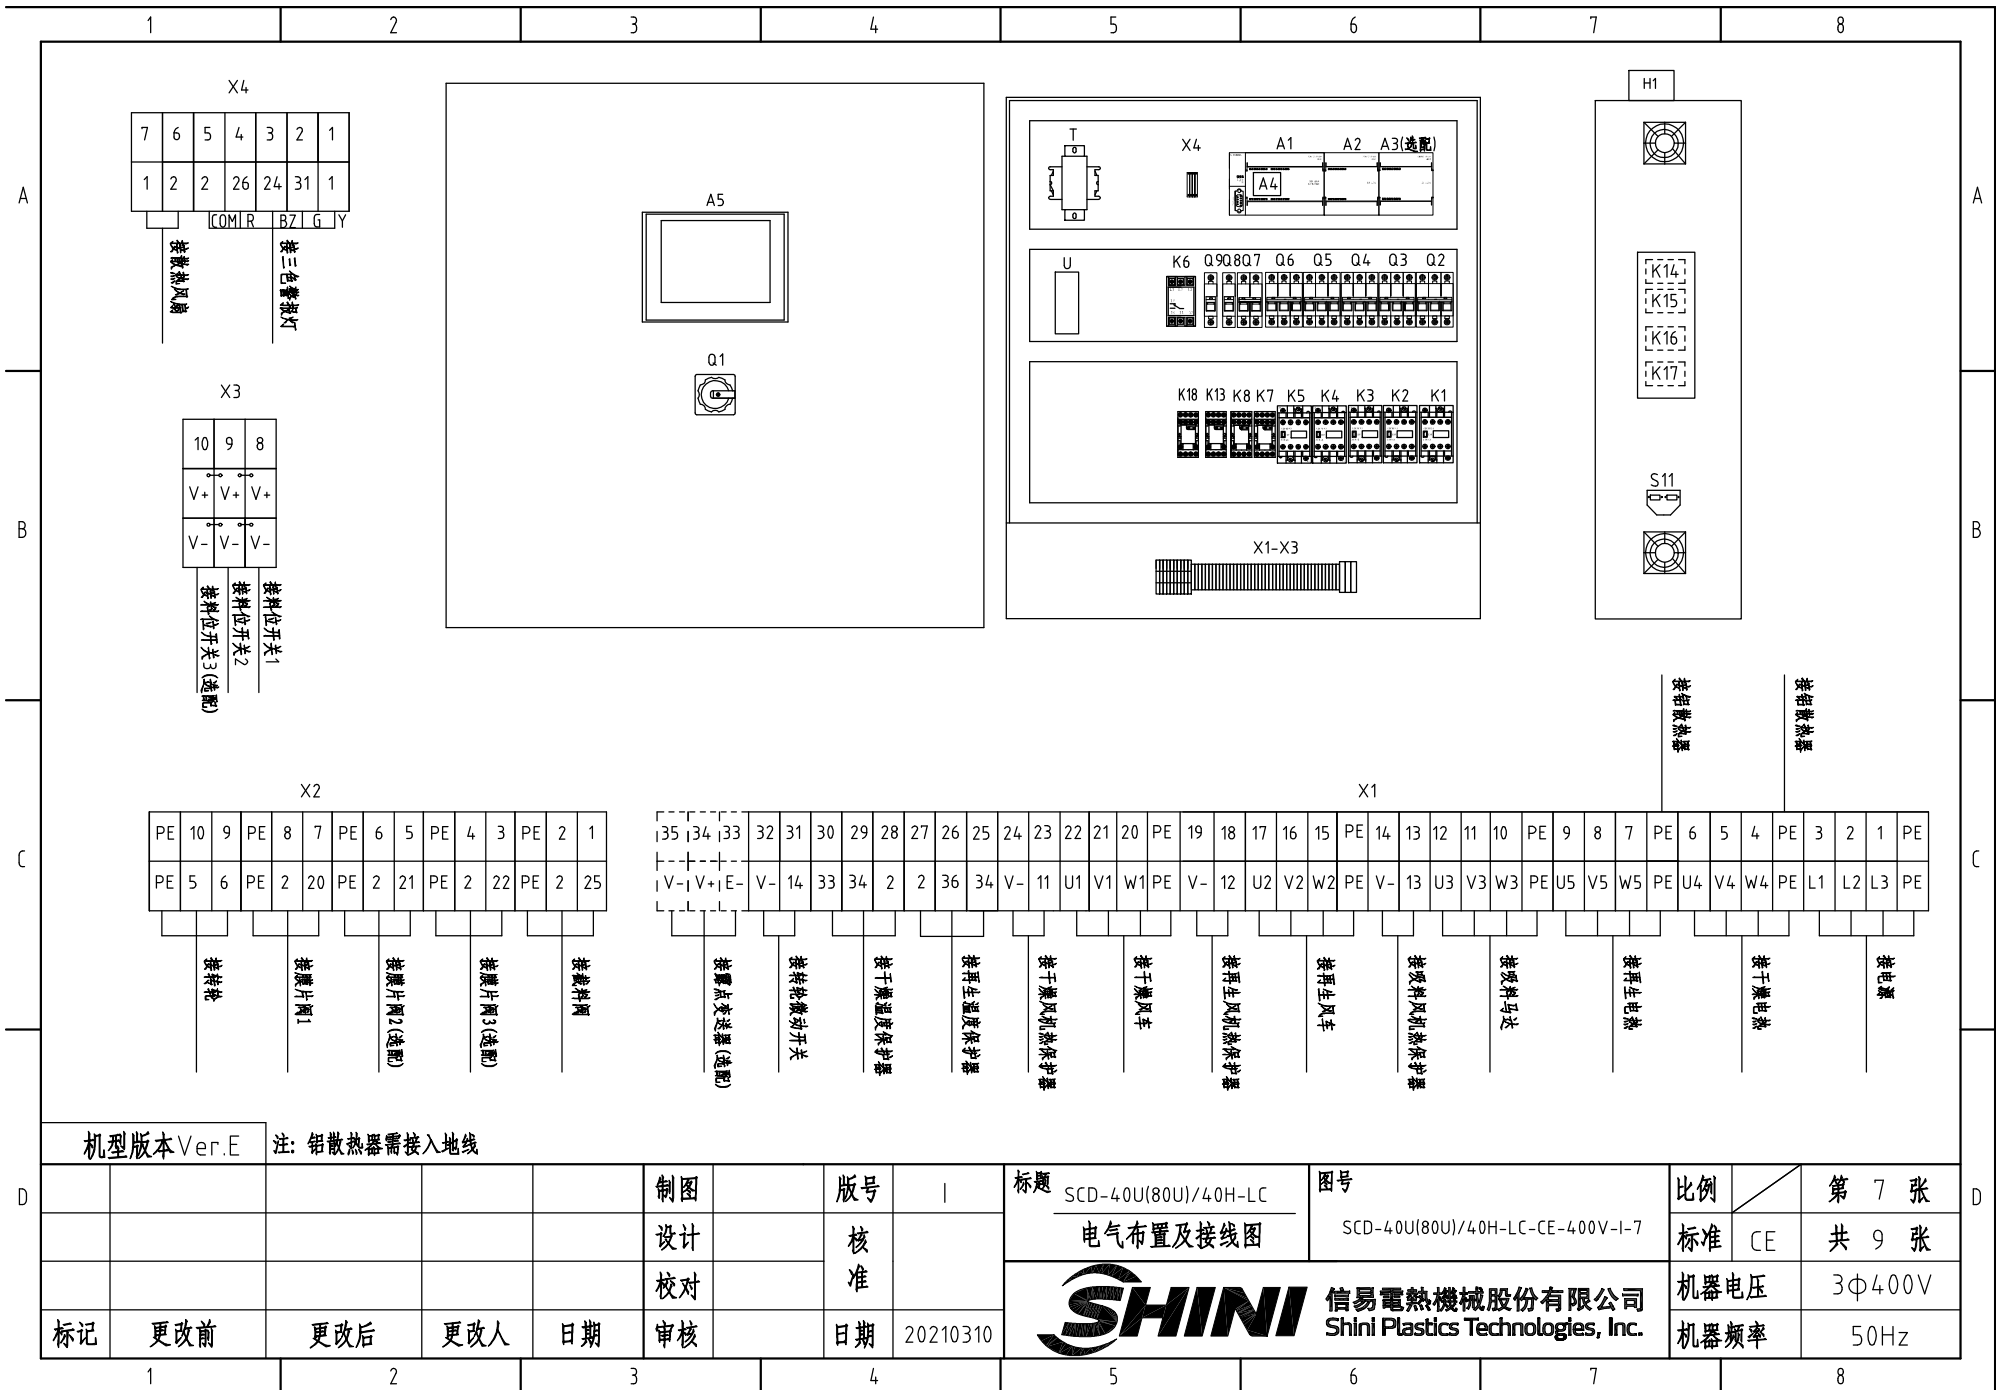 1 2 3 4 5 6 7 8
A
B
C
D
A
B
C
D
X4
7 6 5 4 3 2 1
1 2 2 26 24 31 1
COM R BZ G Y
接散热风扇
接三色警报灯
X3
10 9 8
V+ V+ V+
V- V- V-
接料位开关3(选配)
接料位开关2
接料位开关1
A5
Q1
T
X4
A1 A2 A3(选配)
A4
U
K6 Q9 Q8 Q7 Q6 Q5 Q4 Q3 Q2
K18 K13 K8 K7 K5 K4 K3 K2 K1
X1-X3
H1
K14
K15
K16
K17
S11
接铝散热器
接铝散热器
X2
PE 10 9 PE 8 7 PE 6 5 PE 4 3 PE 2 1
PE 5 6 PE 2 20 PE 2 21 PE 2 22 PE 2 25
接转轮
接膜片阀1
接膜片阀2(选配)
接膜片阀3(选配)
接截料阀
X1
35 34 33 32 31 30 29 28 27 26 25 24 23 22 21 20 PE 19 18 17 16 15 PE 14 13 12 11 10 PE 9 8 7 PE 6 5 4 PE 3 2 1 PE
V- V+ E- V- 14 33 34 2 2 36 34 V- 11 U1 V1 W1 PE V- 12 U2 V2 W2 PE V- 13 U3 V3 W3 PE U5 V5 W5 PE U4 V4 W4 PE L1 L2 L3 PE
接露点变送器(选配)
接转轮微动开关
接干燥温度保护器
接再生温度保护器
接干燥风机热保护器
接干燥风车
接再生风机热保护器
接再生风车
接吸料风机热保护器
接吸料马达
接再生电热
接干燥电热
接电源
机型版本Ver.E
注: 铝散热器需接入地线
标记 更改前 更改后 更改人 日期
制图
设计
校对
审核
版号 I
核准
日期 20210310
标题 SCD-40U(80U)/40H-LC
电气布置及接线图
图号
SCD-40U(80U)/40H-LC-CE-400V-I-7
比例
第 7 张
标准 CE
共 9 张
机器电压 3ф400V
机器频率 50Hz
SHINI
信易電熱機械股份有限公司
Shini Plastics Technologies, Inc.
1 2 3 4 5 6 7 8